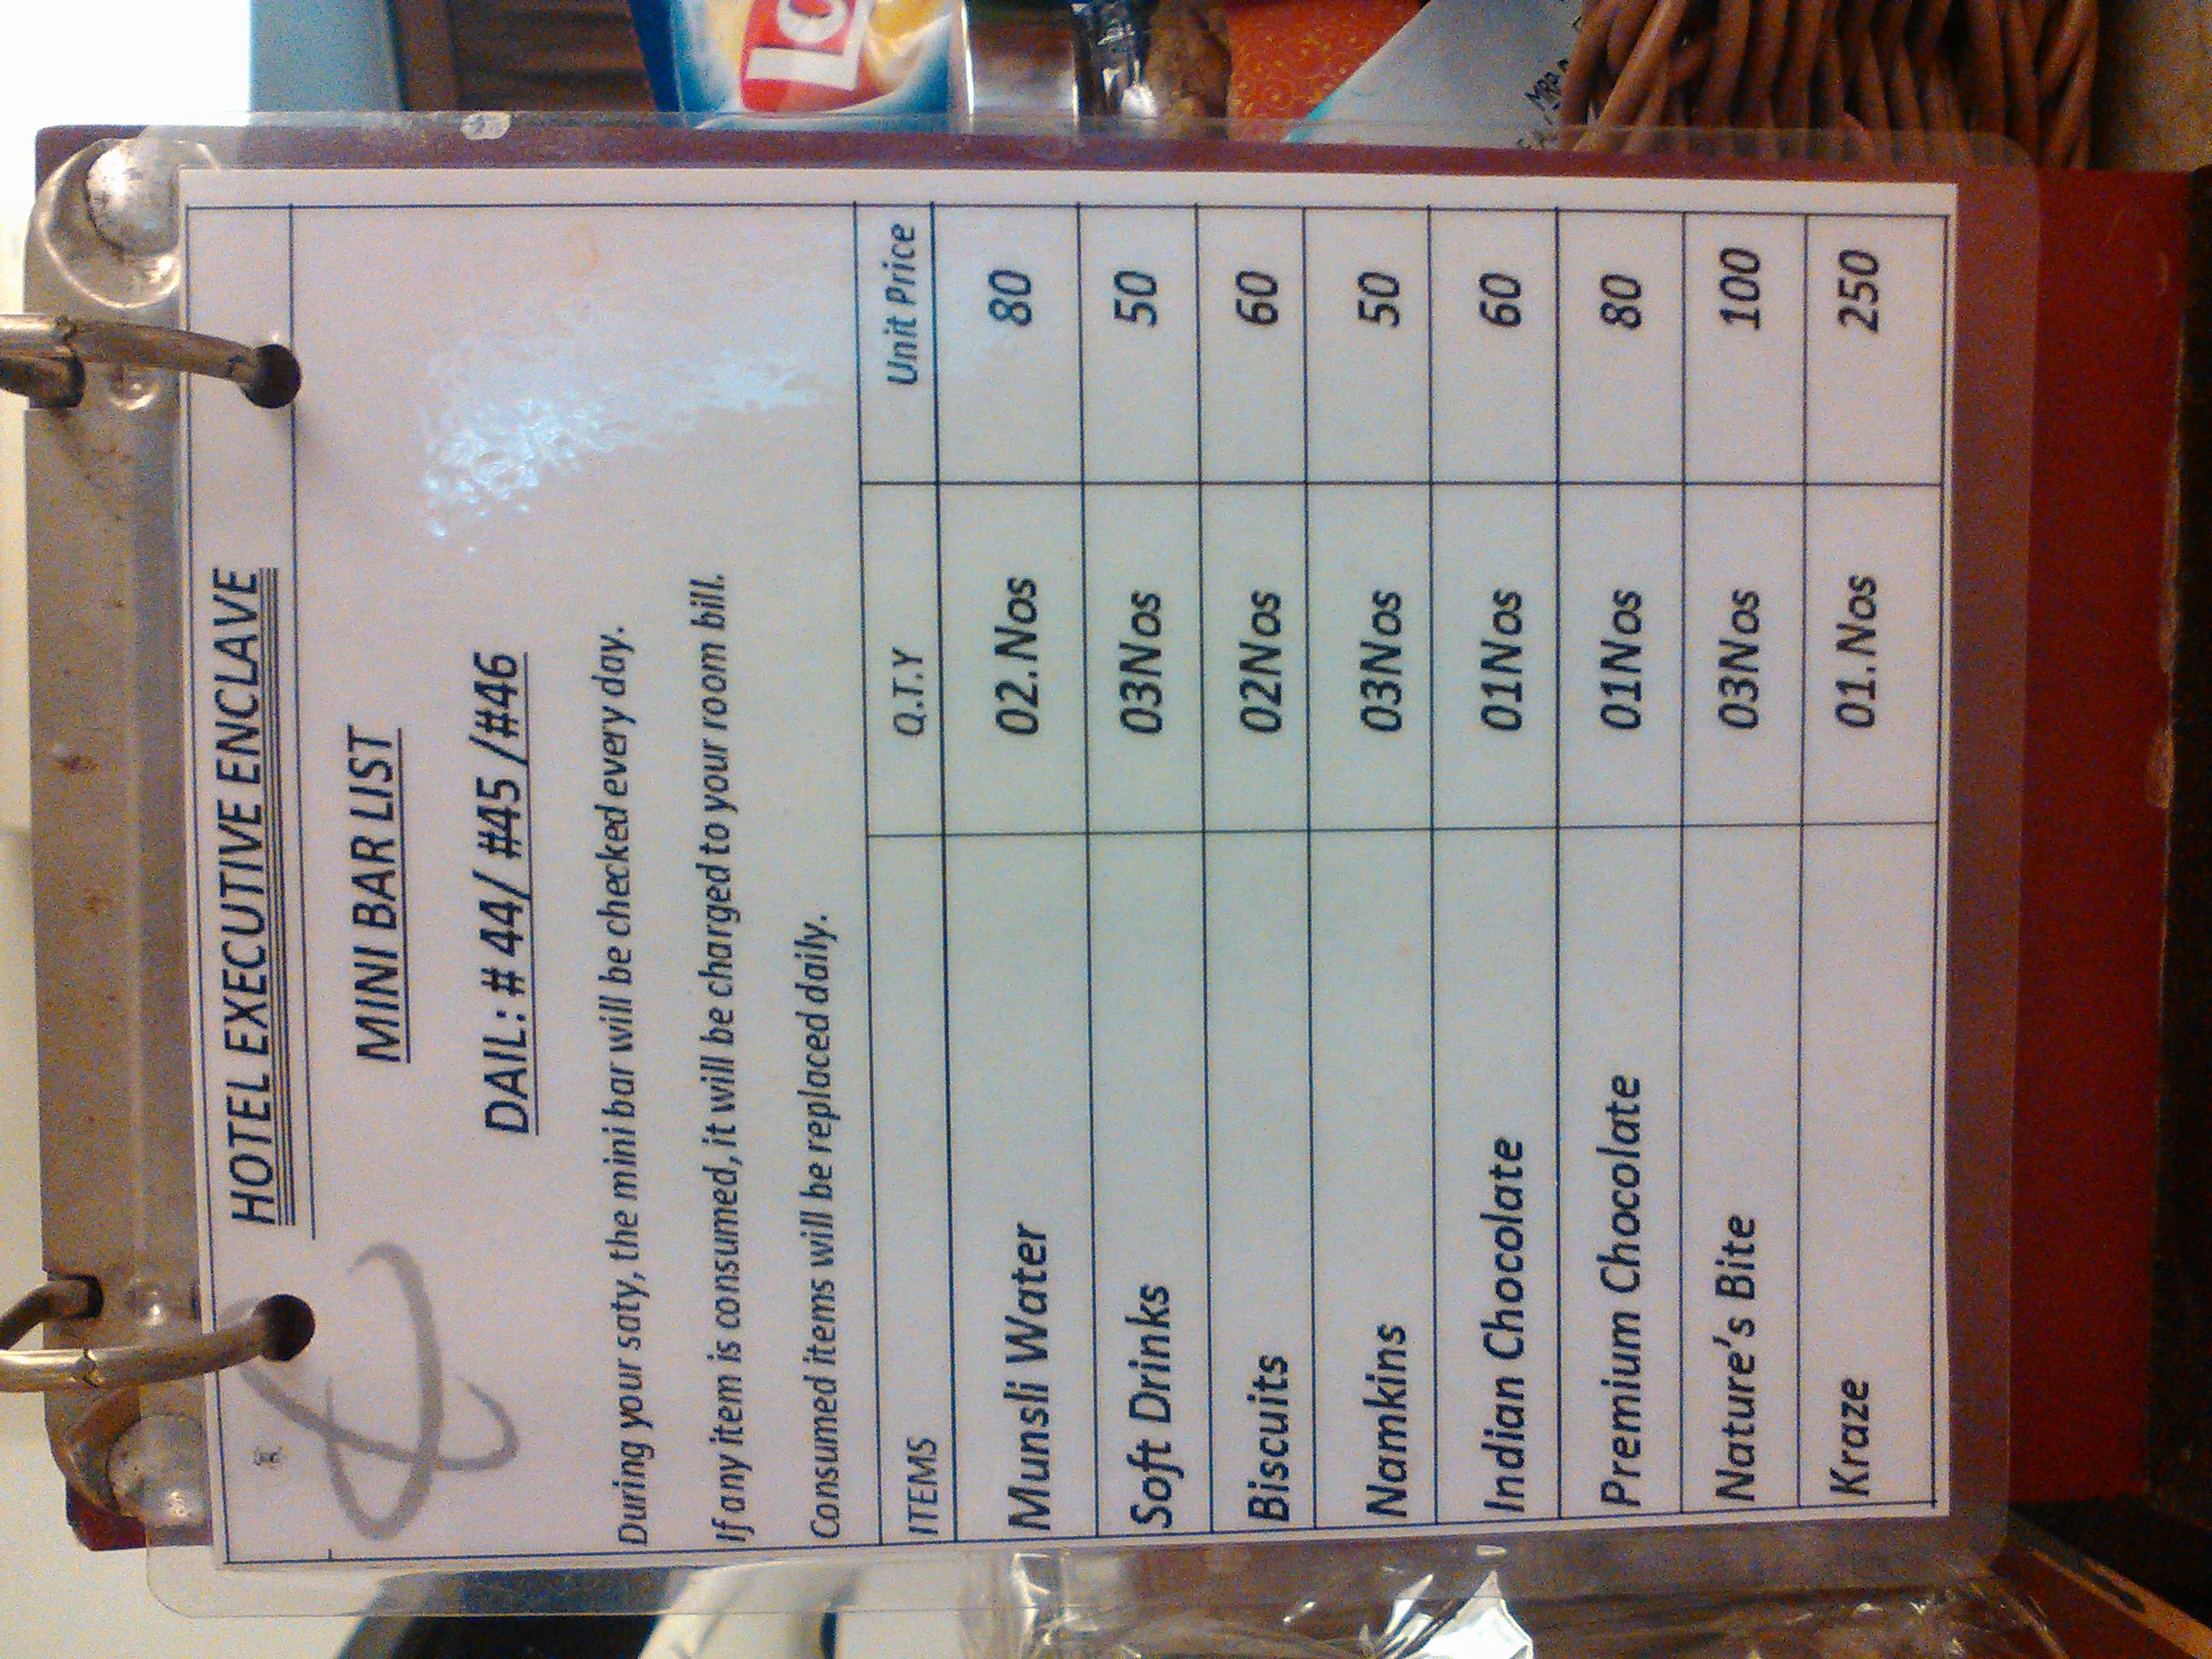 HOTEL EXECUTIVE ENCLAVE
MINI BAR LIST
DAIL: # 44/ #45 /#46
During your saty, the mini bar will be checked every day.
If any item is consumed, it will be charged to your room bill.
Consumed items will be replaced daily.
ITEMS Q.T.Y Unit Price
Munsli Water 02.Nos 80
Soft Drinks 03Nos 50
Biscuits 02Nos 60
Namkins 03Nos 50
Indian Chocolate 01Nos 60
Premium Chocolate 01Nos 80
Nature's Bite 03Nos 100
Kraze 01.Nos 250